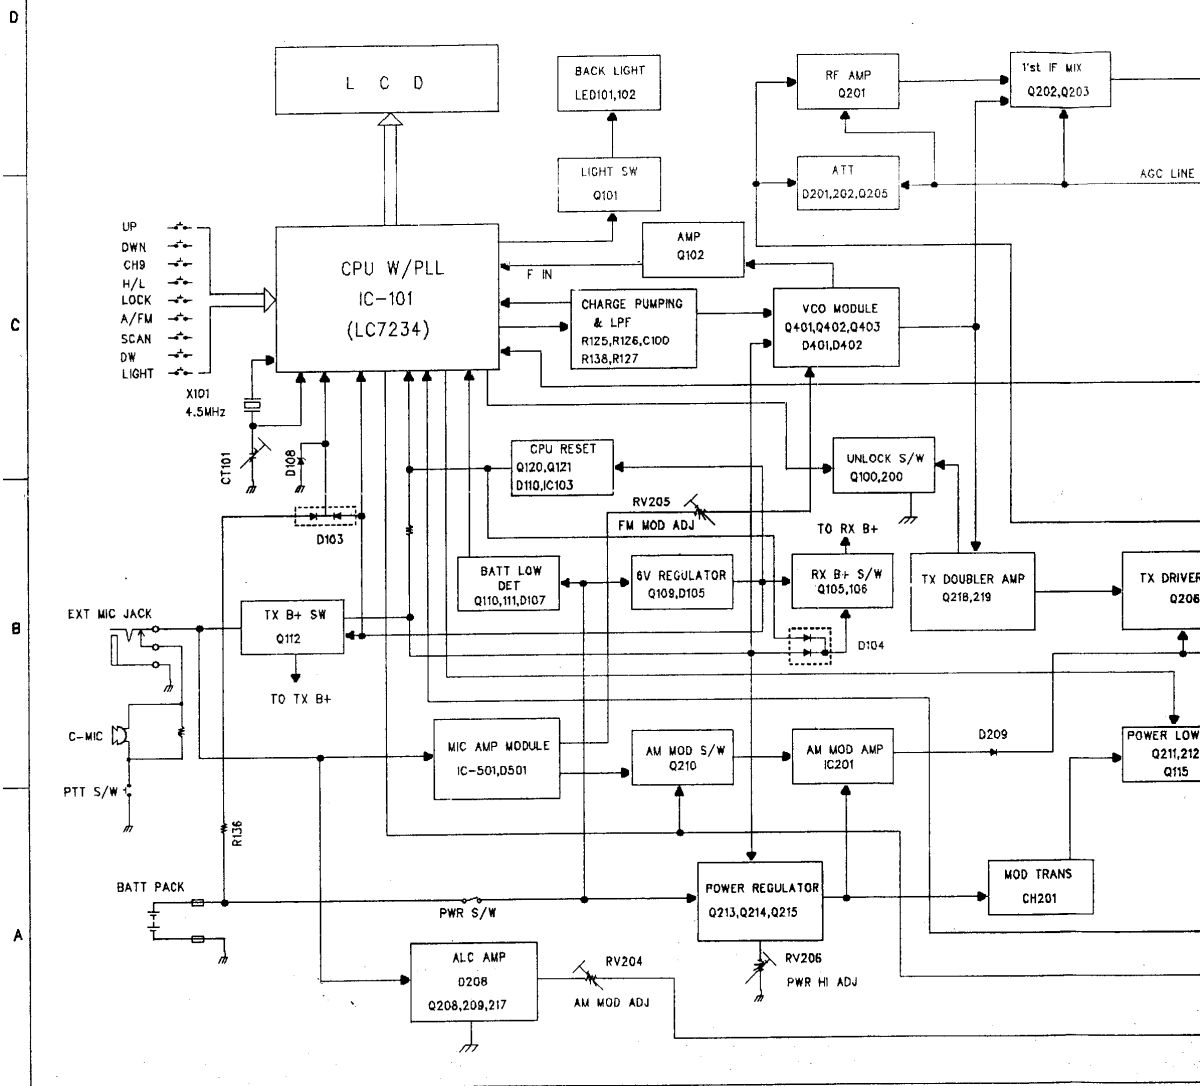 D
L C D
BACK LIGHT
LED101,102
RF AMP
Q201
1'st IF MIX
Q202,Q203
LIGHT SW
Q101
ATT
D201,202,Q205
AGC LINE
UP
DWN
CH9
H/L
LOCK
A/FM
SCAN
DW
LIGHT
C
CPU W/PLL
IC-101
(LC7234)
AMP
Q102
F IN
CHARGE PUMPING
& LPF
R125,R126,C100
R138,R127
VCO MODULE
Q401,Q402,Q403
D401,D402
X101
4.5MHz
CT101
D108
CPU RESET
Q120,Q121
D110,IC103
UNLOCK S/W
Q100,200
RV205
FM MOD ADJ
D103
TO RX B+
BATT LOW
DET
Q110,111,D107
6V REGULATOR
Q109,D105
RX B+ S/W
Q105,106
TX DOUBLER AMP
Q218,219
TX DRIVER
Q206
B
EXT MIC JACK
TX B+ SW
Q112
D104
TO TX B+
C-MIC
MIC AMP MODULE
IC-501,D501
AM MOD S/W
Q210
AM MOD AMP
IC201
D209
POWER LOW
Q211,212
Q115
PTT S/W
R136
BATT PACK
PWR S/W
POWER REGULATOR
Q213,Q214,Q215
MOD TRANS
CH201
A
ALC AMP
D208
Q208,209,217
RV204
AM MOD ADJ
RV206
PWR HI ADJ